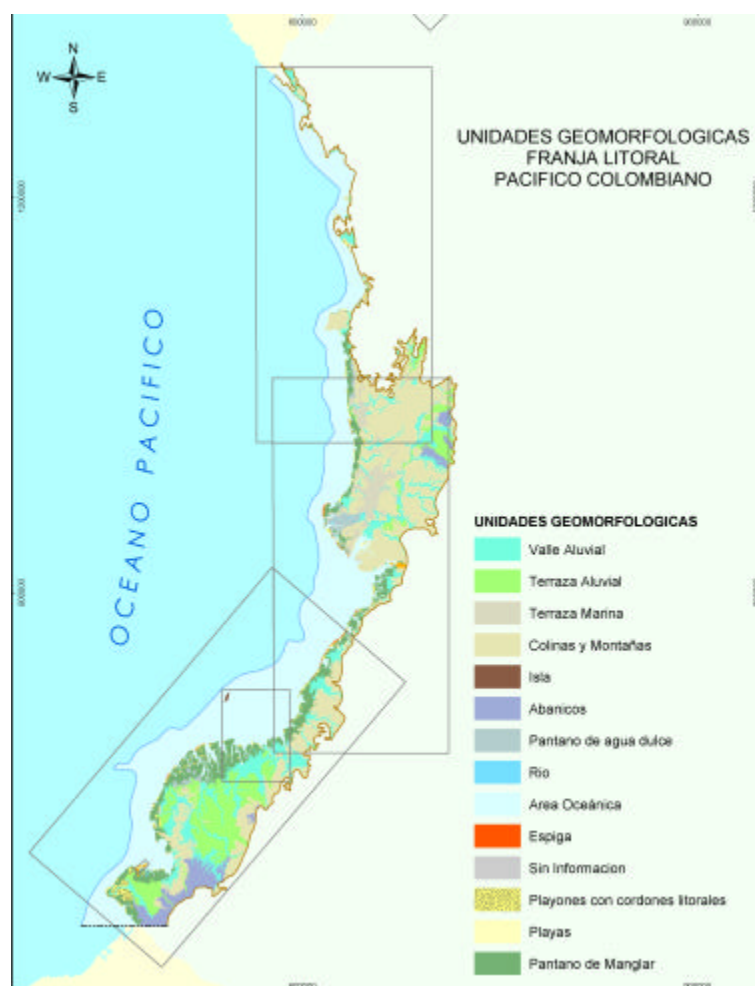 N
W E
S
UNIDADES GEOMORFOLOGICAS
FRANJA LITORAL
PACIFICO COLOMBIANO
OCEANO PACIFICO
UNIDADES GEOMORFOLOGICAS
Valle Aluvial
Terraza Aluvial
Terraza Marina
Colinas y Montañas
Isla
Abanicos
Pantano de agua dulce
Rio
Area Oceánica
Espiga
Sin Informacion
Playones con cordones litorales
Playas
Pantano de Manglar